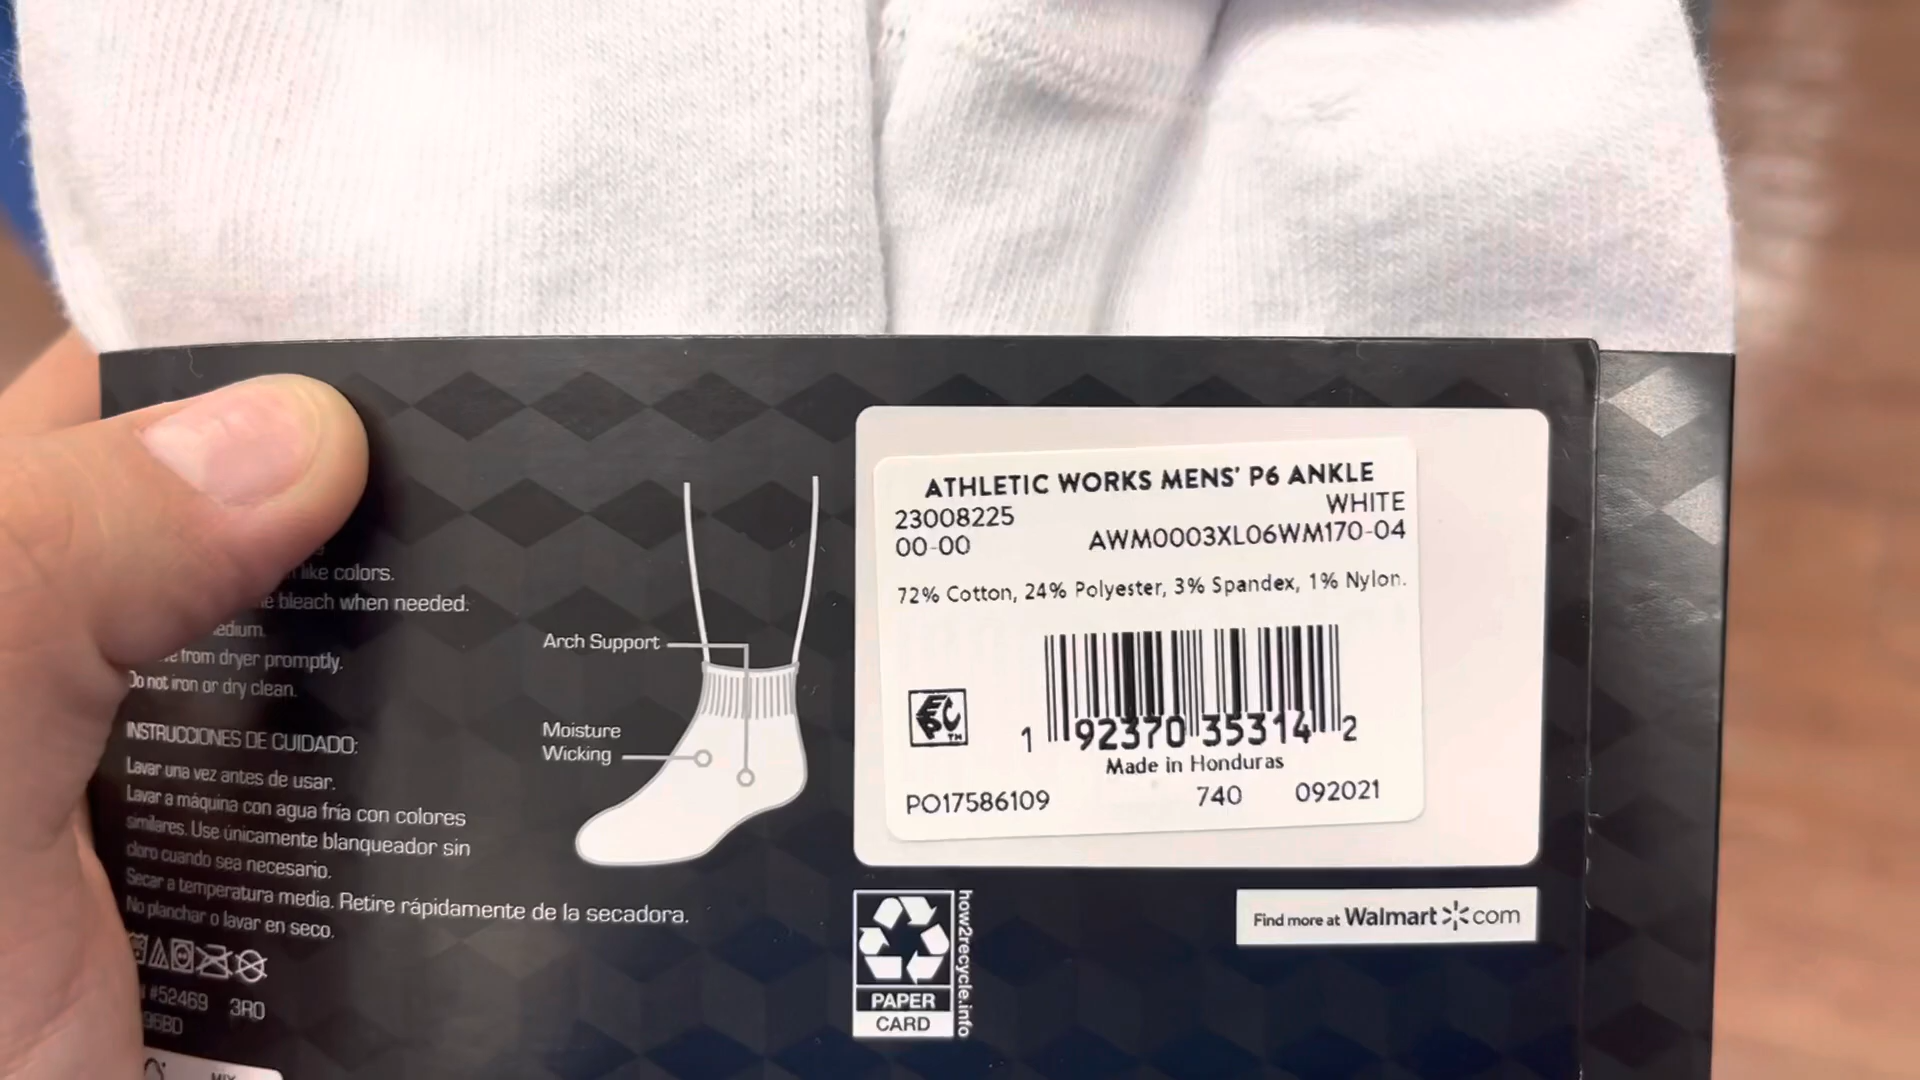 like colors.
bleach when needed.
from dryer promptly.
Do not iron or dry clean.
INSTRUCCIONES DE CUIDADO:
Lavar una vez antes de usar.
Lavar a máquina con agua fría con colores
similares. Use únicamente blanqueador sin
cloro cuando sea necesario.
Secar a temperatura media. Retire rápidamente de la secadora.
No planchar o lavar en seco.
#52469 3R0
Arch Support
Moisture
Wicking
ATHLETIC WORKS MENS' P6 ANKLE
23008225 WHITE
00-00 AWM0003XL06WM170-04
72% Cotton, 24% Polyester, 3% Spandex, 1% Nylon.
1 92370 35314 2
Made in Honduras
PO17586109 740 092021
how2recycle.info
PAPER
CARD
Find more at Walmart.com
MIX